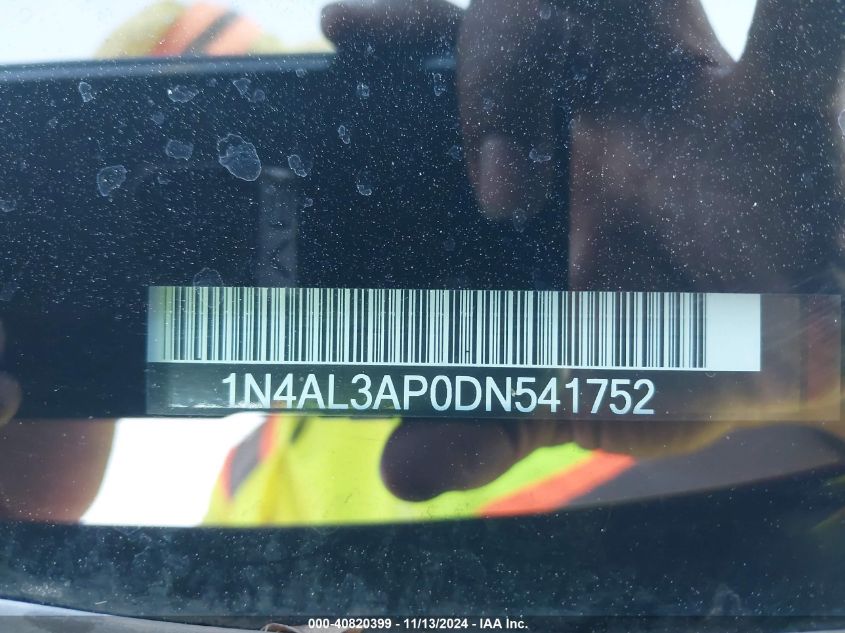 1N4AL3AP0DN541752
000-40820399 - 11/13/2024 - IAA Inc.